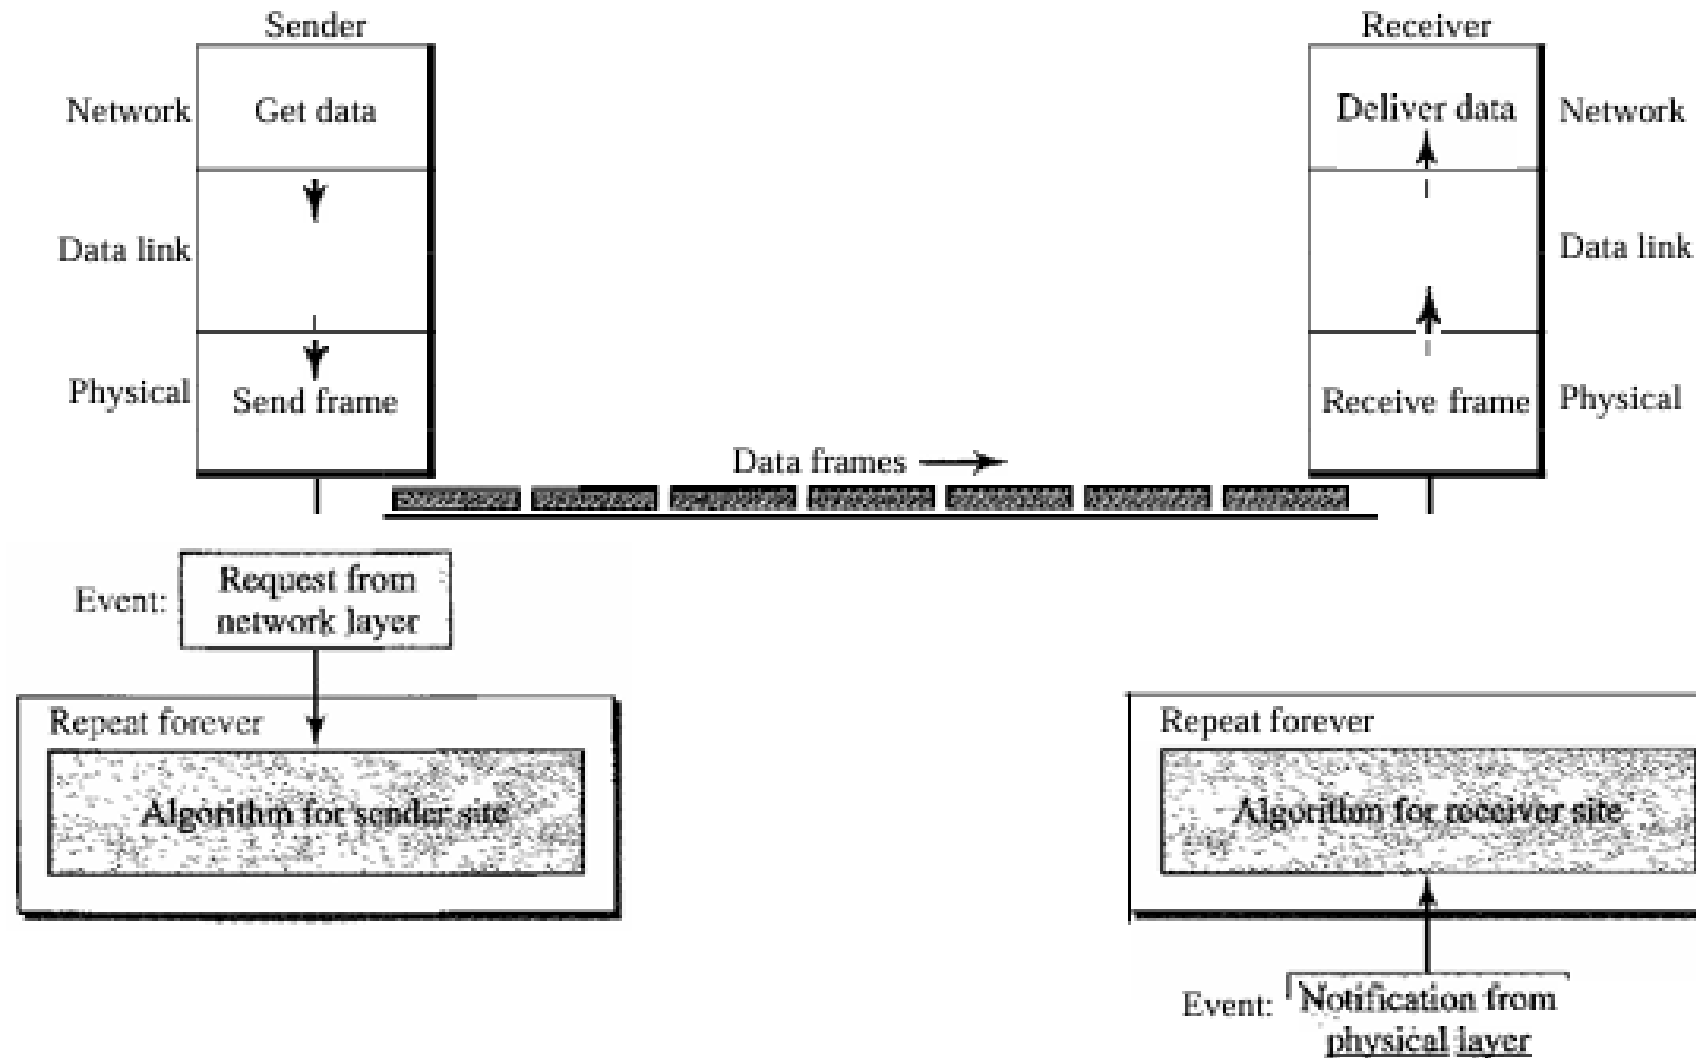 Sender
Receiver
Network
Get data
Deliver data
Network
Data link
Data link
Physical
Send frame
Receive frame
Physical
Data frames
Event:
Request from
network layer
Repeat forever
Algorithm for sender site
Repeat forever
Algorithm for receiver site
Event:
Notification from
physical layer